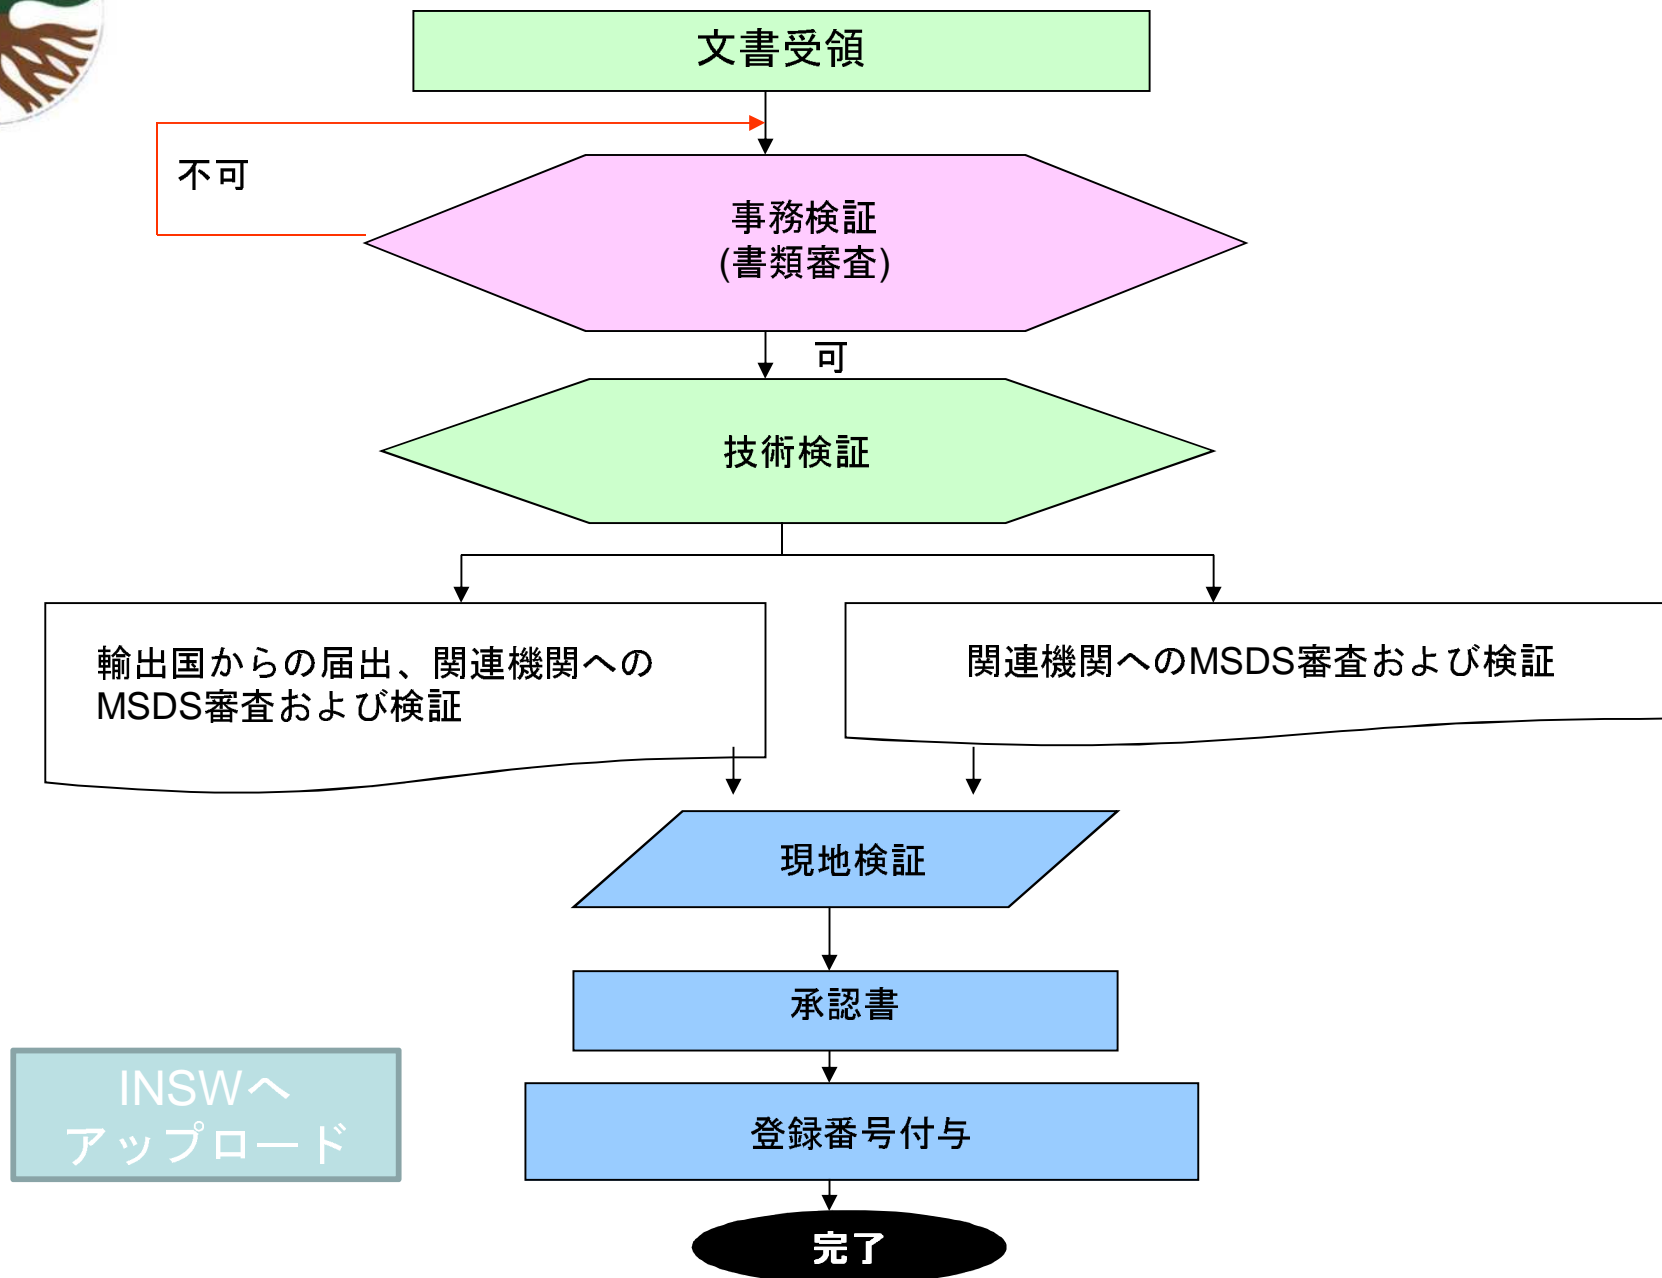 文書受領
不可
事務検証
(書類審査)
可
技術検証
輸出国からの届出、関連機関への
MSDS審査および検証
関連機関へのMSDS審査および検証
現地検証
承認書
INSWへ
アップロード
登録番号付与
完了